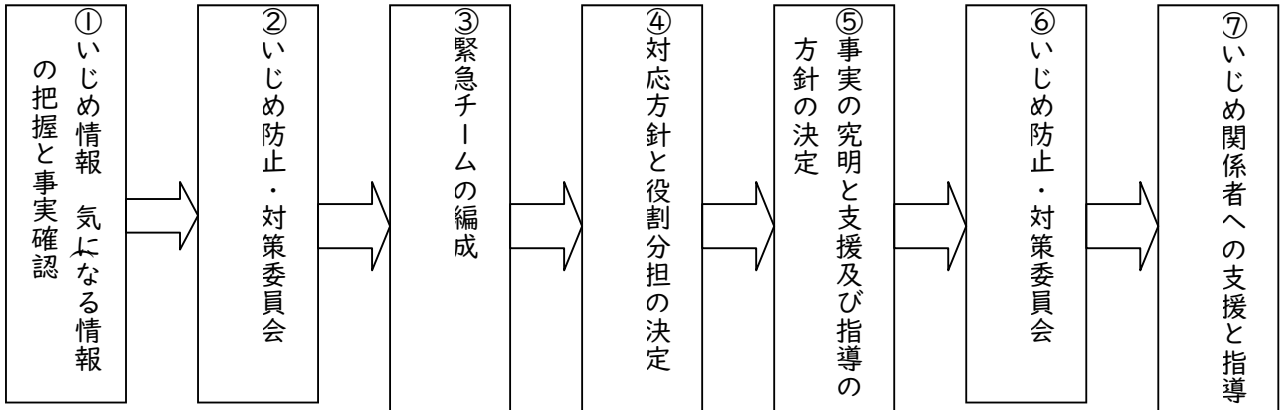 ①いじめ情報　気になる情報
の把握と事実確認
②いじめ防止・対策委員会
③緊急チームの編成
④対応方針と役割分担の決定
⑤事実の究明と支援及び指導の
方針の決定
⑥いじめ防止・対策委員会
⑦いじめ関係者への支援と指導